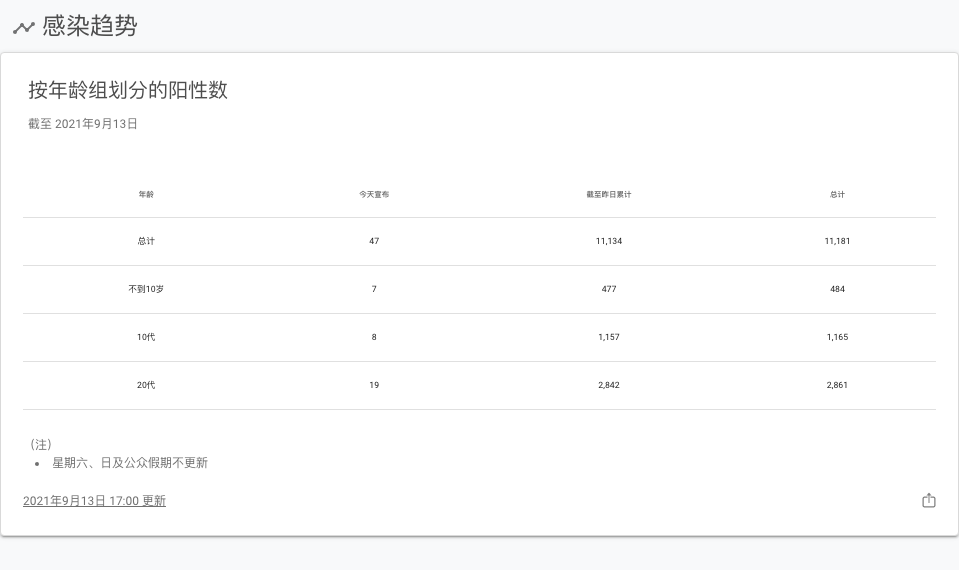 感染趋势
按年龄组划分的阳性数
截至 2021年9月13日
年龄 今天宣布 截至昨日累计 总计
总计 47 11,134 11,181
不到10岁 7 477 484
10代 8 1,157 1,165
20代 19 2,842 2,861
（注）
• 星期六、日及公众假期不更新
2021年9月13日 17:00 更新